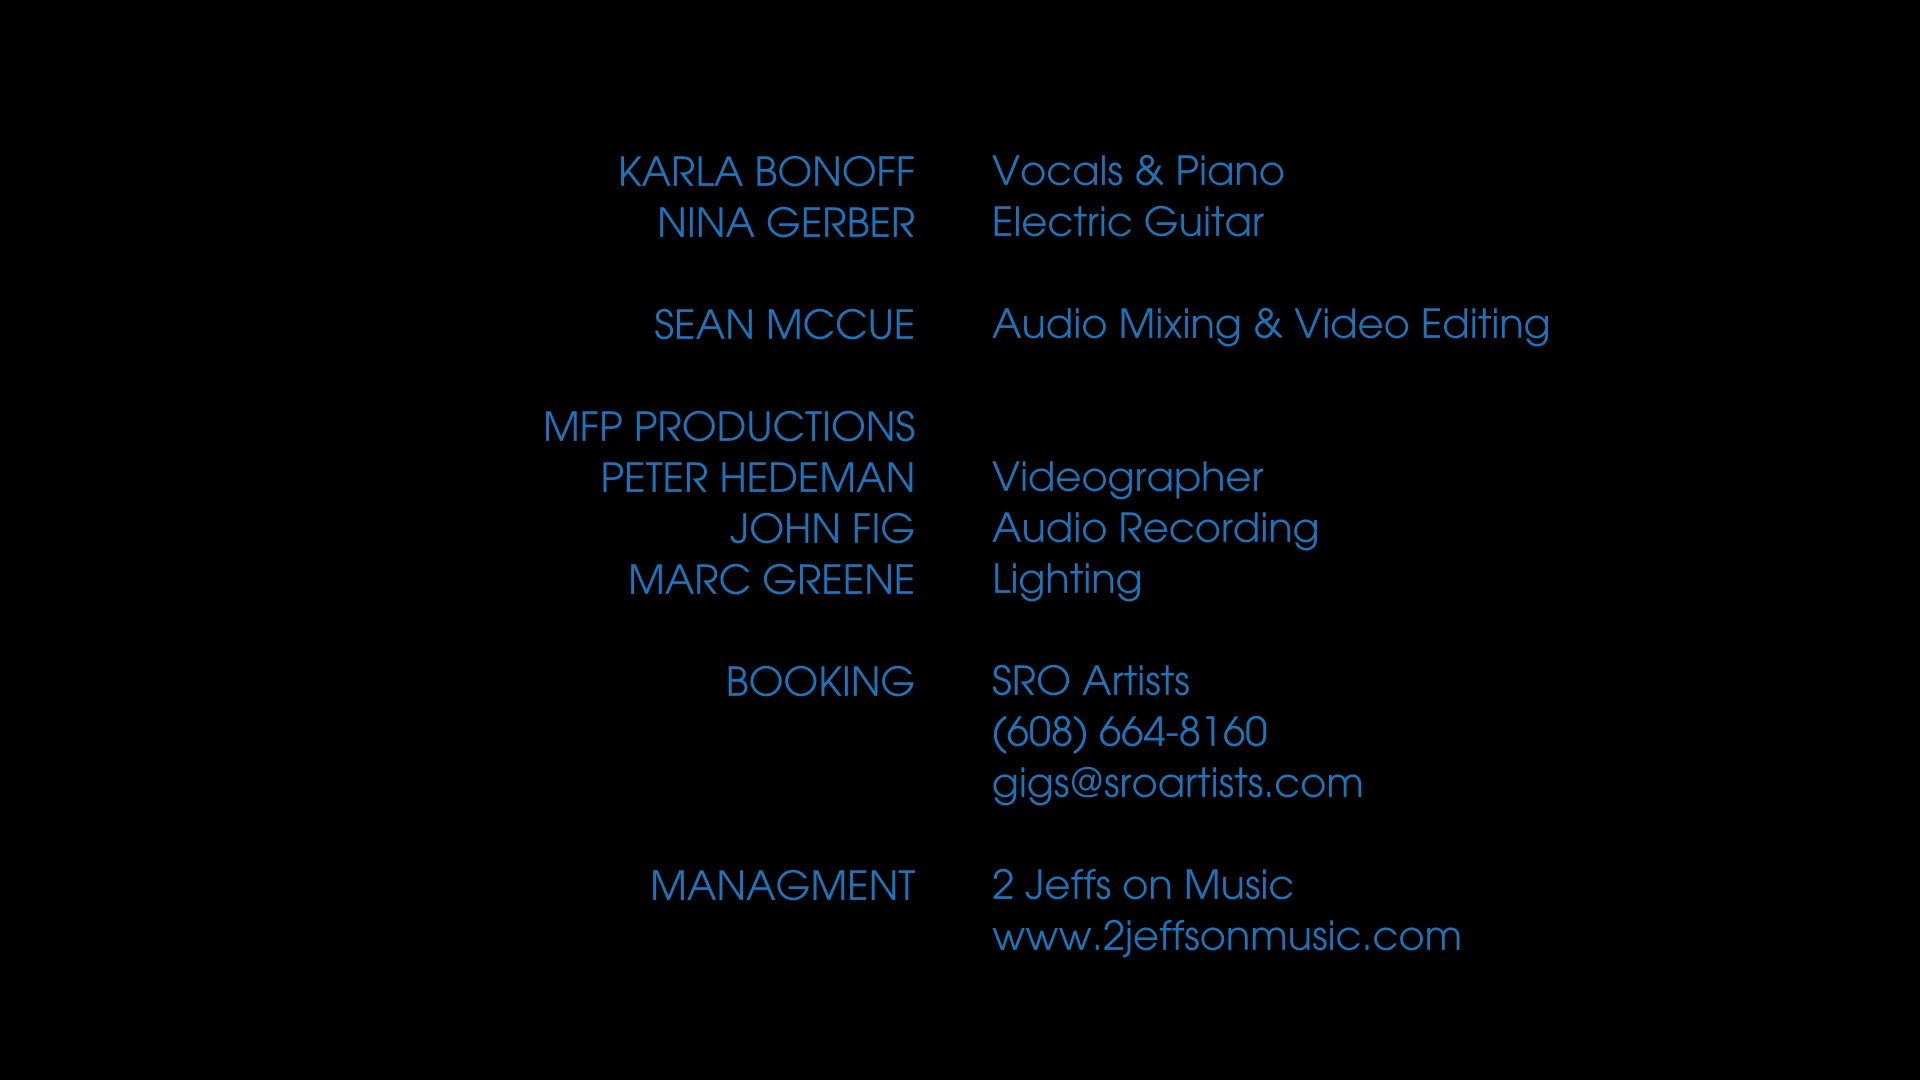 KARLA BONOFF Vocals & Piano
NINA GERBER Electric Guitar
SEAN MCCUE Audio Mixing & Video Editing
MFP PRODUCTIONS
PETER HEDEMAN Videographer
JOHN FIG Audio Recording
MARC GREENE Lighting
BOOKING SRO Artists
(608) 664-8160
gigs@sroartists.com
MANAGMENT 2 Jeffs on Music
www.2jeffsonmusic.com